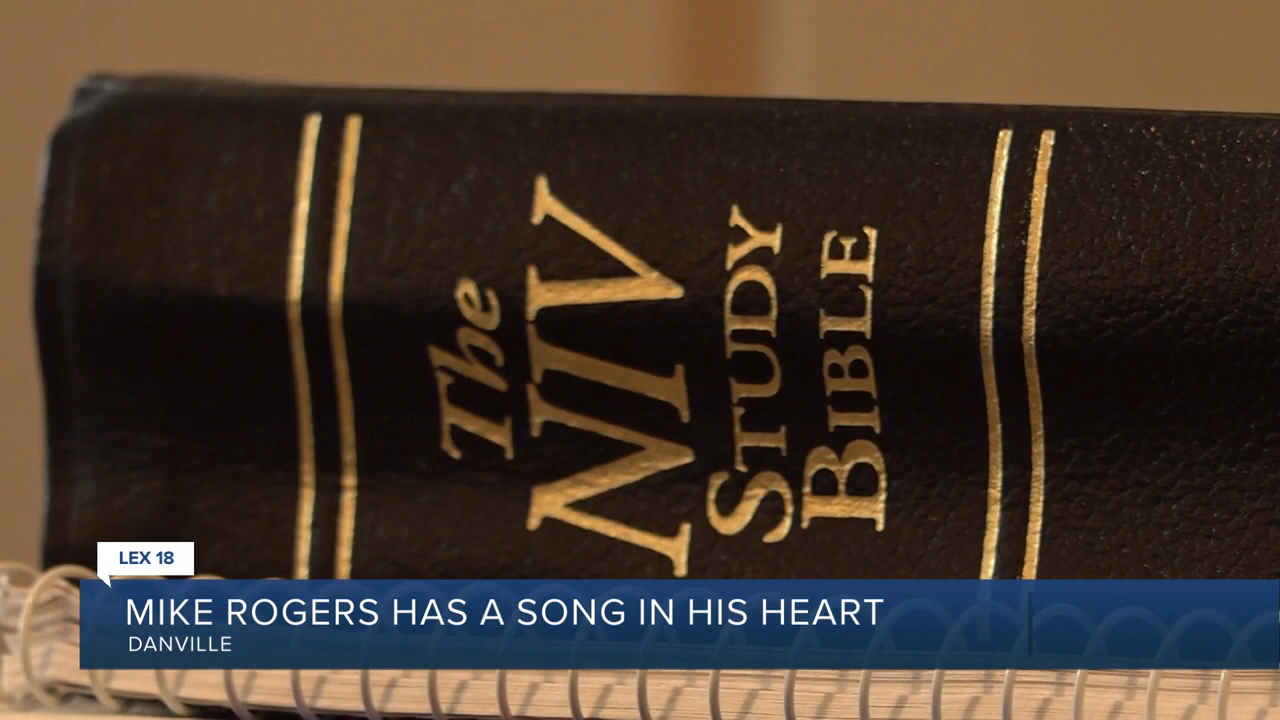 The
NIV
STUDY
BIBLE
LEX 18
MIKE ROGERS HAS A SONG IN HIS HEART
DANVILLE